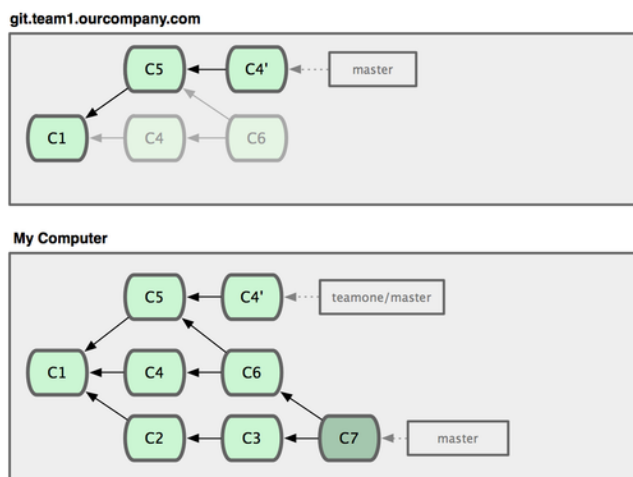 git.team1.ourcompany.com
C5 C4' master
C1 C4 C6
My Computer
C5 C4' teamone/master
C1 C4 C6
C2 C3 C7 master